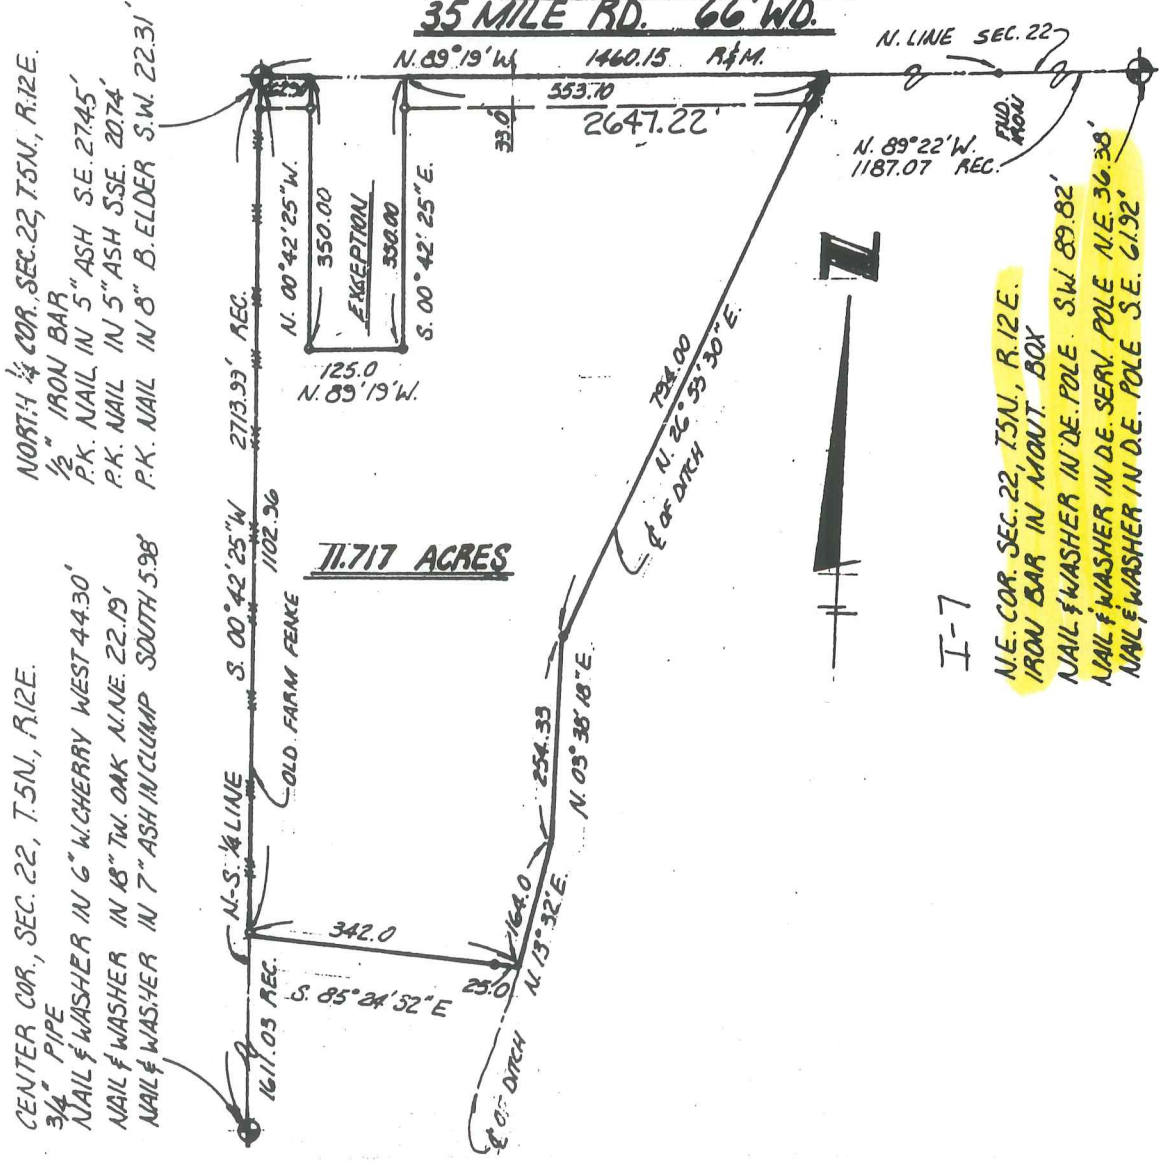 35 MILE RD. 66' WD.
N. LINE SEC. 22
N. 89°19' W. 1460.15 R&M.
553.70
33.0
2647.22'
FND. IRON
N. 89°22' W.
1187.07 REC.
NORTH 1/4 COR., SEC. 22, T.5N., R.12E.
1/2" IRON BAR
P.K. NAIL IN 5" ASH S.E. 27.45'
P.K. NAIL IN 5" ASH S.SE. 20.74'
P.K. NAIL IN 8" B. ELDER S.W. 22.31'
N. 00°42'25" W.
350.00
EXCEPTION
350.00
S. 00°42'25" E.
125.0
N. 89°19' W.
S. 00°42'25" W 2713.99' REC.
1102.96
794.00
N. 26°55'30" E.
℄ OF DITCH
11.717 ACRES
OLD FARM FENCE
N.-S. 1/4 LINE
254.33
N. 03°38'18" E.
164.0
N. 13°32' E.
342.0
25.0
S. 85°24'52" E
1611.03 REC.
℄ OF DITCH
CENTER COR., SEC. 22, T.5N., R.12E.
3/4" PIPE
NAIL & WASHER IN 6" W. CHERRY WEST 44.30'
NAIL & WASHER IN 18" TW. OAK N.NE. 22.19'
NAIL & WASHER IN 7" ASH IN CLUMP SOUTH 5.98'
Z
I-7
N.E. COR. SEC. 22, T.5N., R.12E.
IRON BAR IN MONT. BOX
NAIL & WASHER IN D.E. POLE S.W. 89.82'
NAIL & WASHER IN D.E. SERV. POLE N.E. 36.38'
NAIL & WASHER IN D.E. POLE S.E. 61.92'